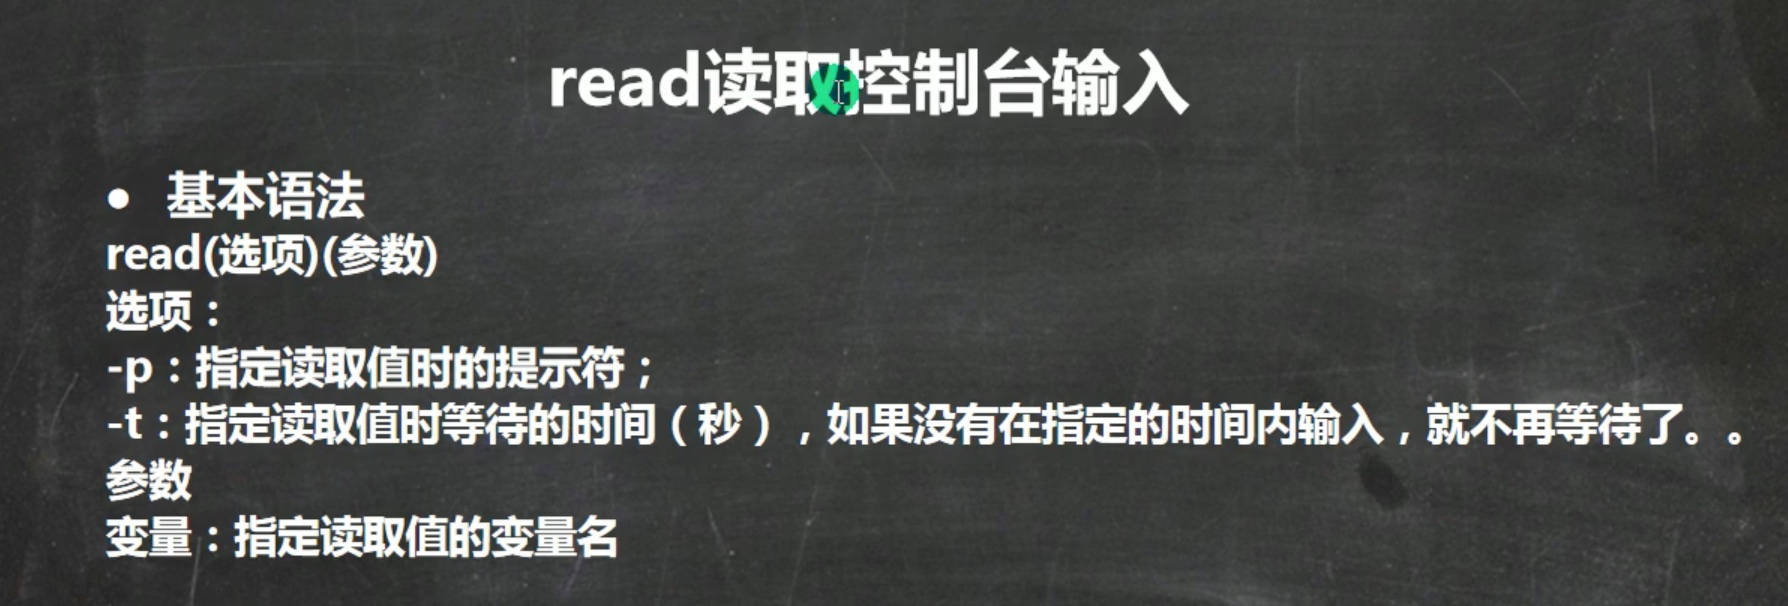 read读取控制台输入
• 基本语法
read(选项)(参数)
选项：
-p：指定读取值时的提示符；
-t：指定读取值时等待的时间（秒），如果没有在指定的时间内输入，就不再等待了。。
参数
变量：指定读取值的变量名